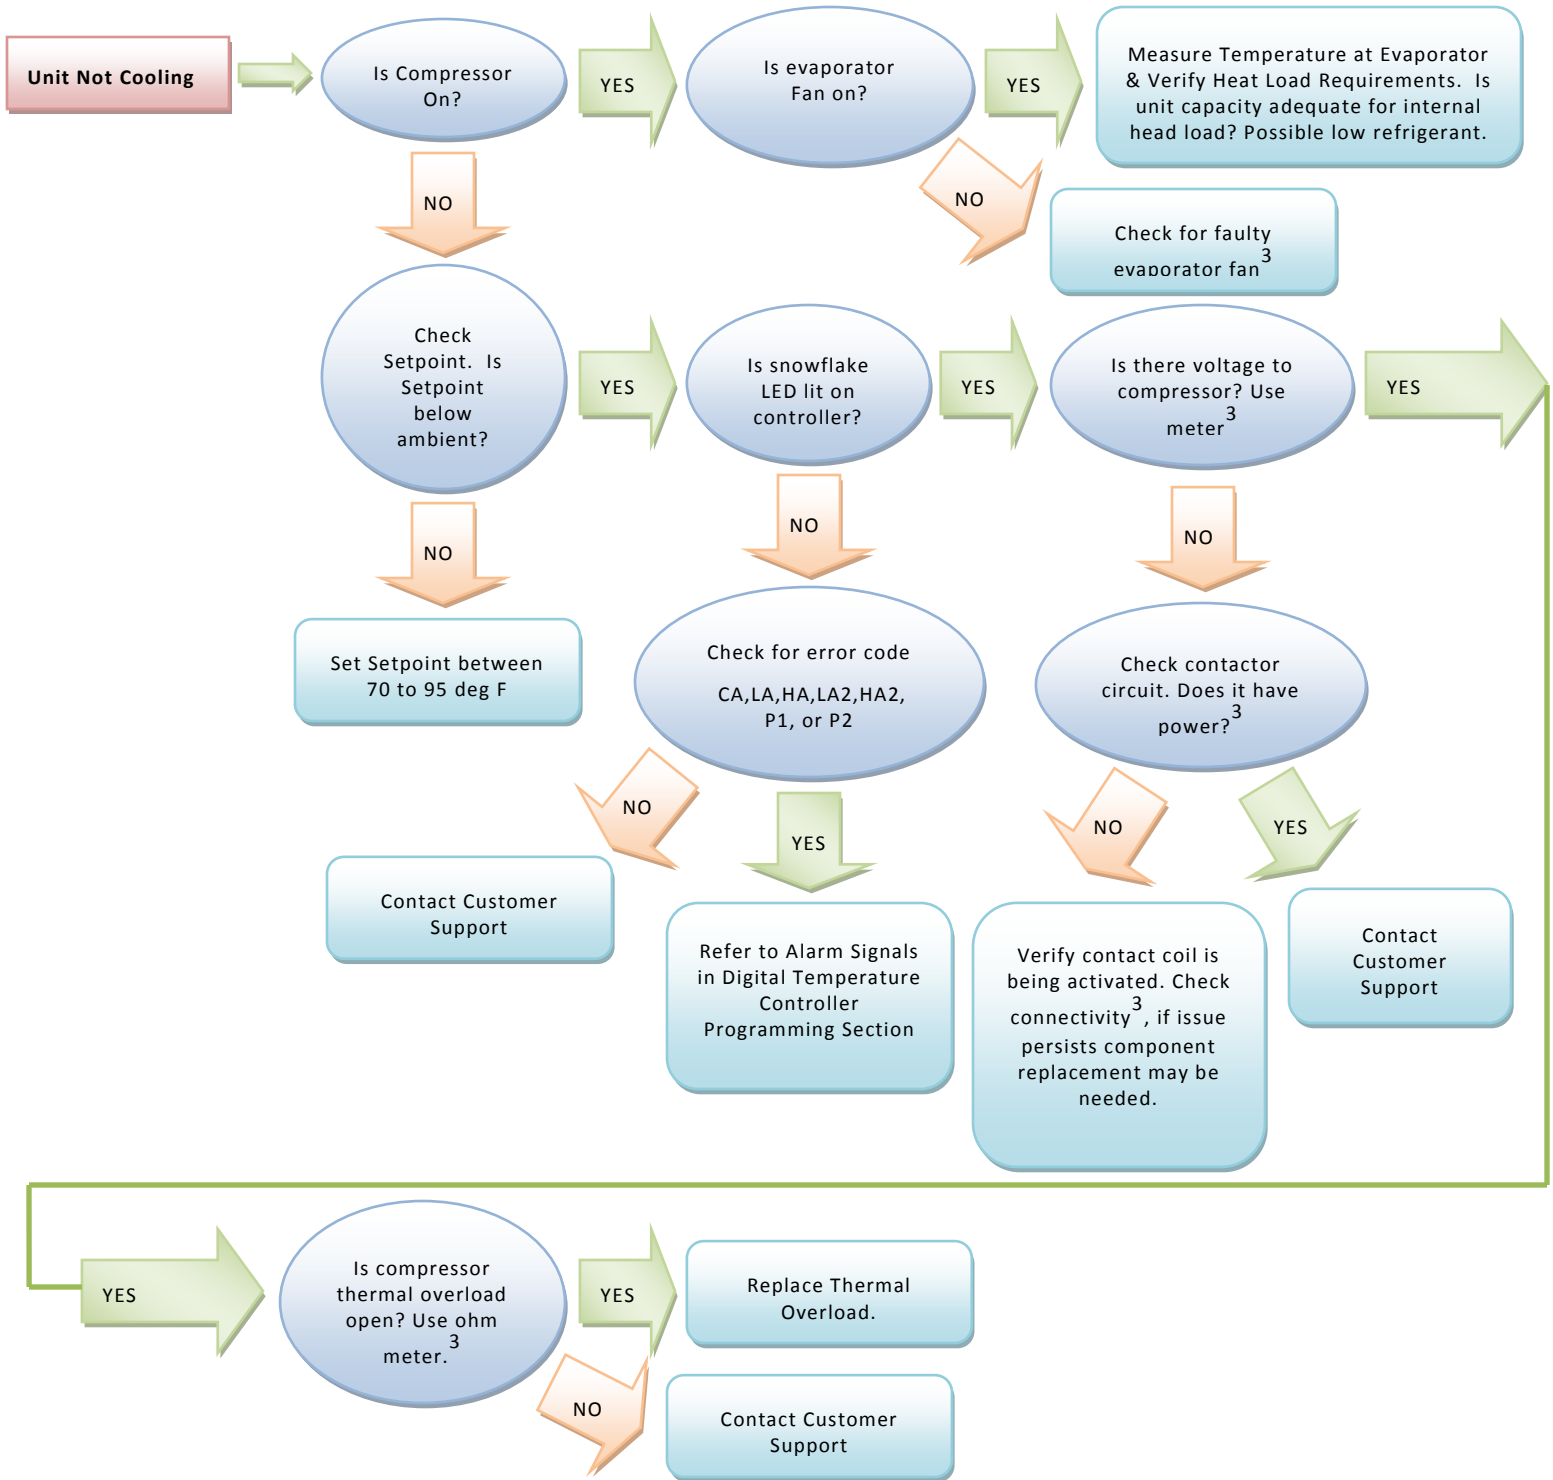 Unit Not Cooling
Is Compressor
On?
YES
Is evaporator
Fan on?
YES
Measure Temperature at Evaporator
& Verify Heat Load Requirements. Is
unit capacity adequate for internal
head load? Possible low refrigerant.
NO
NO
Check for faulty
evaporator fan3
Check
Setpoint. Is
Setpoint
below
ambient?
YES
Is snowflake
LED lit on
controller?
YES
Is there voltage to
compressor? Use
meter3
YES
NO
NO
NO
Set Setpoint between
70 to 95 deg F
Check for error code
CA,LA,HA,LA2,HA2,
P1, or P2
Check contactor
circuit. Does it have
power?3
NO
YES
NO
YES
Contact Customer
Support
Refer to Alarm Signals
in Digital Temperature
Controller
Programming Section
Verify contact coil is
being activated. Check
connectivity3, if issue
persists component
replacement may be
needed.
Contact
Customer
Support
YES
Is compressor
thermal overload
open? Use ohm
meter.3
YES
Replace Thermal
Overload.
NO
Contact Customer
Support